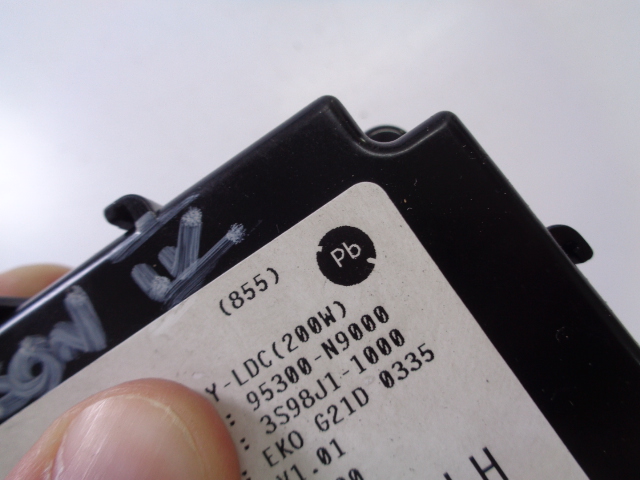 Pb
(855)
Y-LDC(200W)
: 95300-N9000
: 3S98J1-1000
: EKO G21D 0335
V1.01
LH